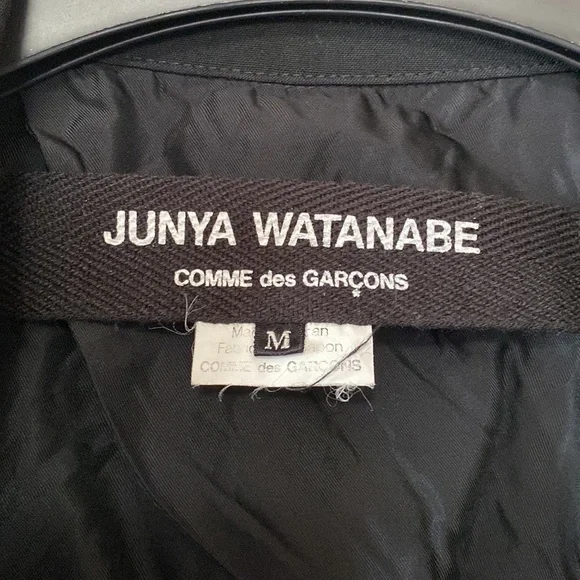 JUNYA WATANABE
COMME des GARÇONS
M
COMME des GARÇONS